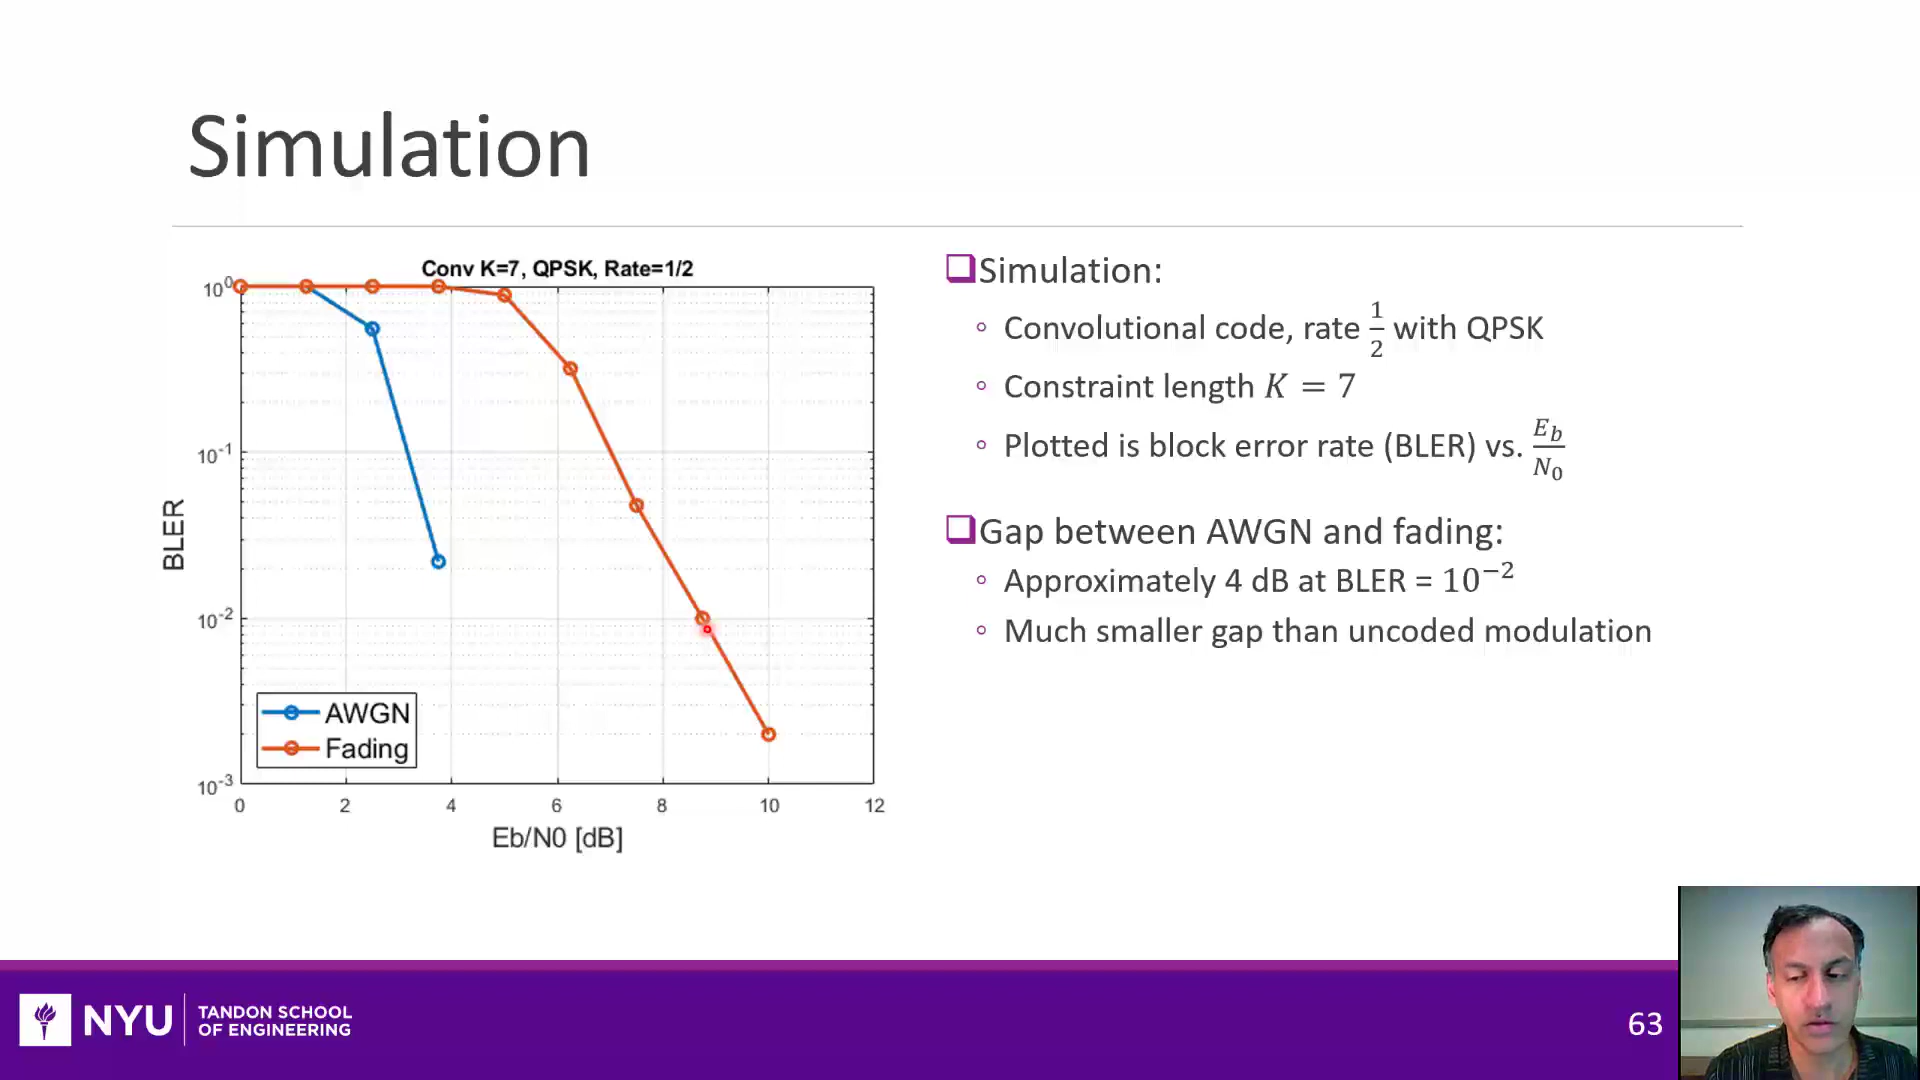 Simulation
Conv K=7, QPSK, Rate=1/2
10⁰
10⁻¹
10⁻²
10⁻³
BLER
AWGN
Fading
0 2 4 6 8 10 12
Eb/N0 [dB]
Simulation:
Convolutional code, rate 1/2 with QPSK
Constraint length K = 7
Plotted is block error rate (BLER) vs. E_b/N_0
Gap between AWGN and fading:
Approximately 4 dB at BLER = 10⁻²
Much smaller gap than uncoded modulation
NYU
TANDON SCHOOL
OF ENGINEERING
63